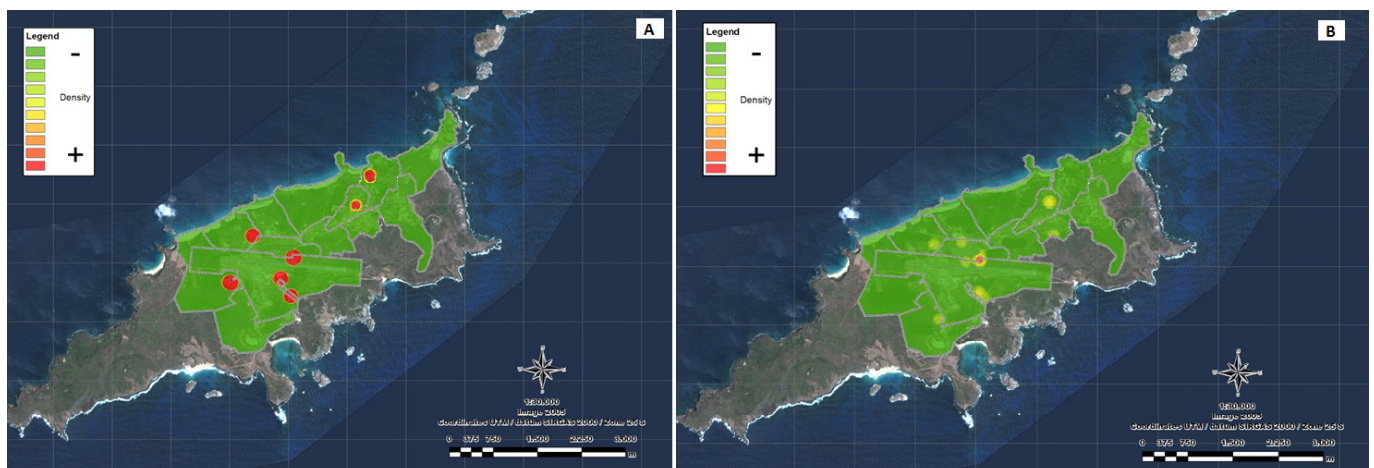 A
Legend
-
Density
+
1:30.000
Image 2005
Coordinates UTM / datum SIRGAS 2000 / Zone 25 S
0 375 750 1.500 2.250 3.000
m
B
Legend
-
Density
+
1:30.000
Image 2005
Coordinates UTM / datum SIRGAS 2000 / Zone 25 S
0 375 750 1.500 2.250 3.000
m